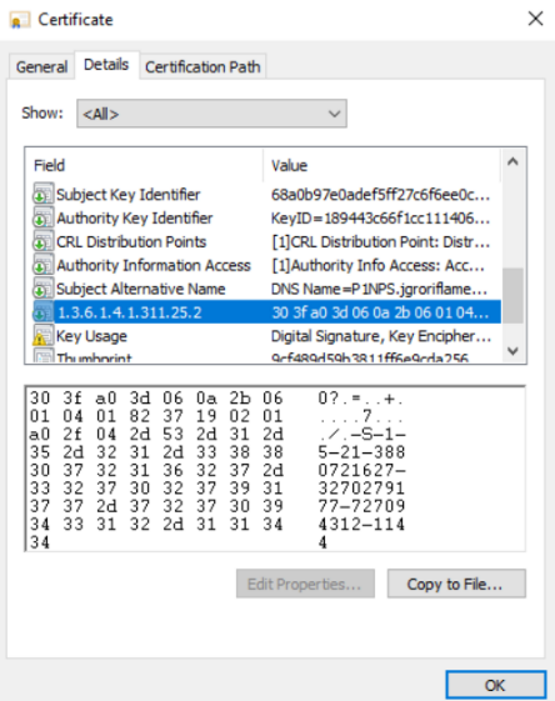 Certificate
General Details Certification Path
Show: <All>
Field Value
Subject Key Identifier 68a0b97e0adef5ff27c6f6ee0c...
Authority Key Identifier KeyID=189443c66f1cc111406...
CRL Distribution Points [1]CRL Distribution Point: Distr...
Authority Information Access [1]Authority Info Access: Acc...
Subject Alternative Name DNS Name=P1NPS.jgroriflame...
1.3.6.1.4.1.311.25.2 30 3f a0 3d 06 0a 2b 06 01 04...
Key Usage Digital Signature, Key Encipher...
Thumbprint 9cf489d59b3811ff6e9cda256
30 3f a0 3d 06 0a 2b 06 0?.=..+.
01 04 01 82 37 19 02 01 ....7...
a0 2f 04 2d 53 2d 31 2d ./.-S-1-
35 2d 32 31 2d 33 38 38 5-21-388
30 37 32 31 36 32 37 2d 0721627-
33 32 37 30 32 37 39 31 32702791
37 37 2d 37 32 37 30 39 77-72709
34 33 31 32 2d 31 31 34 4312-114
34 4
Edit Properties... Copy to File...
OK